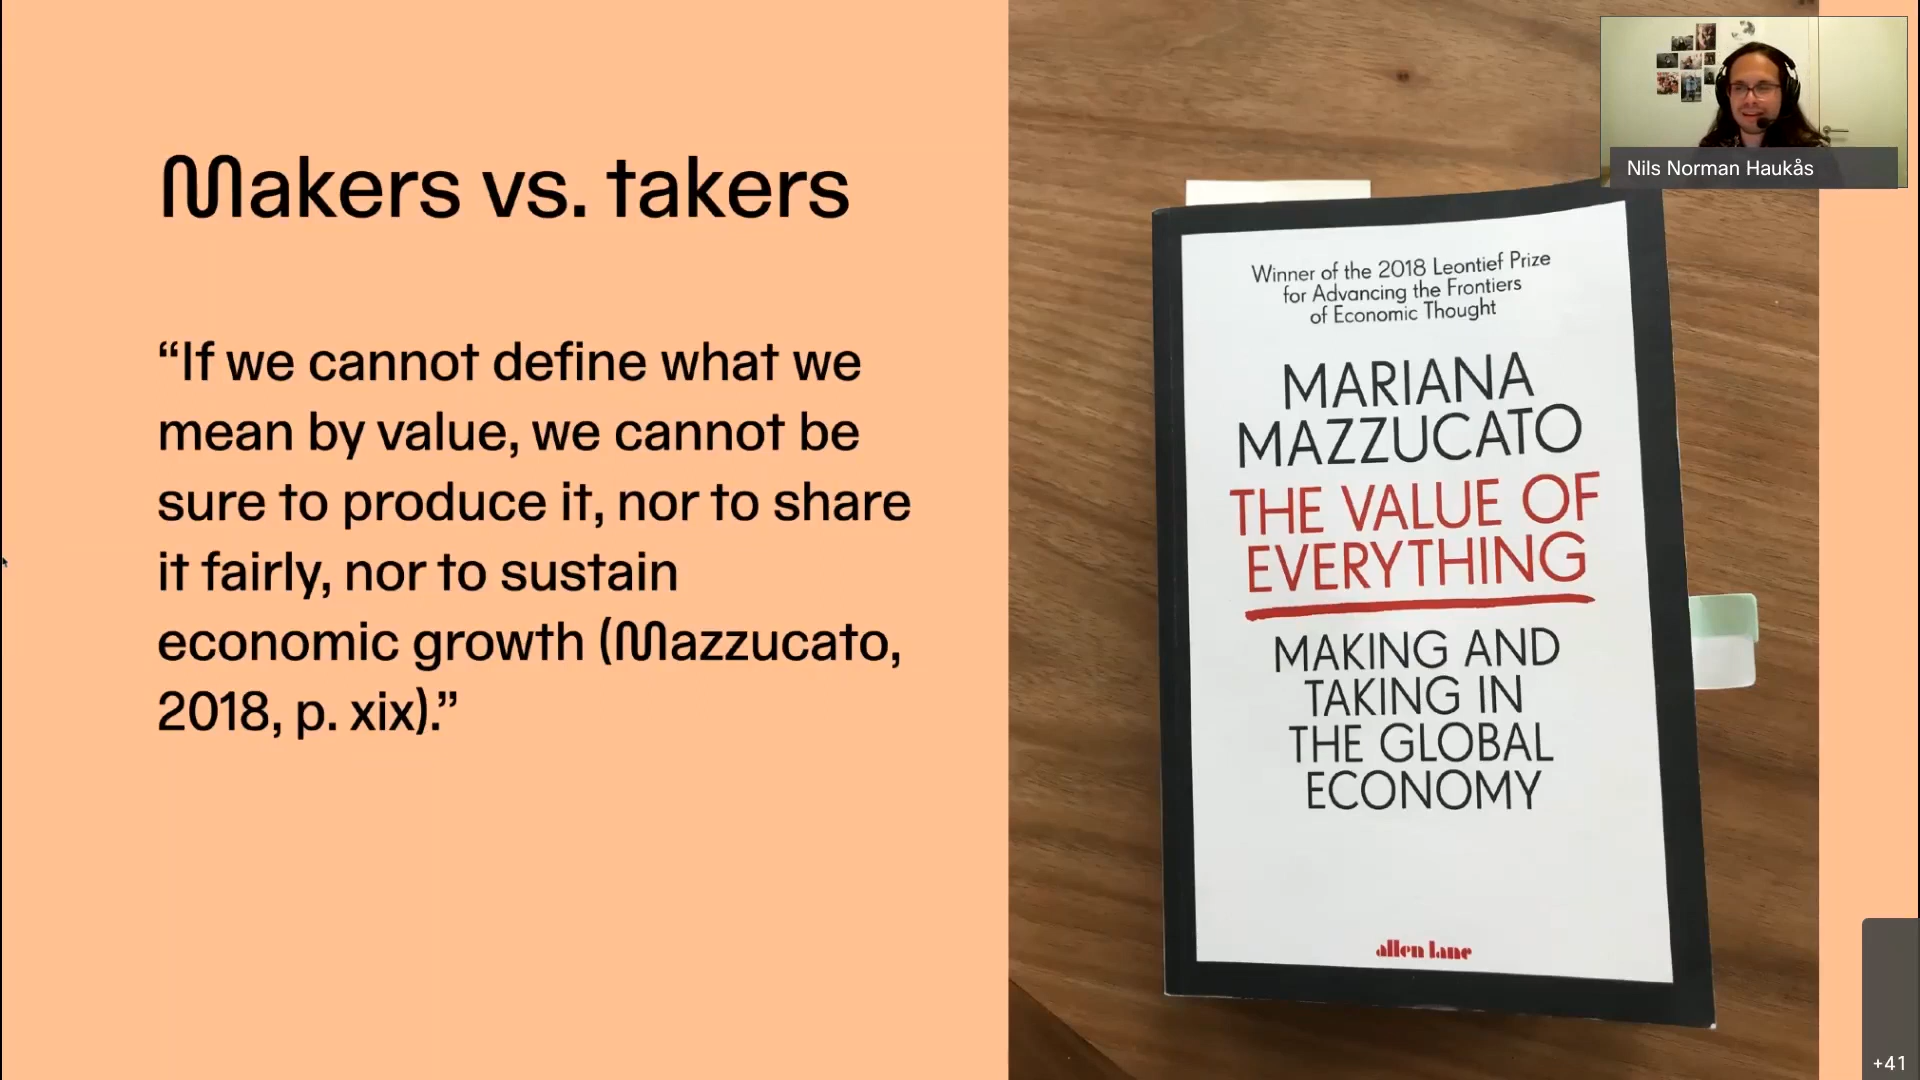 Makers vs. takers
“If we cannot define what we
mean by value, we cannot be
sure to produce it, nor to share
it fairly, nor to sustain
economic growth (Mazzucato,
2018, p. xix).”
Winner of the 2018 Leontief Prize
for Advancing the Frontiers
of Economic Thought
MARIANA
MAZZUCATO
THE VALUE OF
EVERYTHING
MAKING AND
TAKING IN
THE GLOBAL
ECONOMY
allen lane
Nils Norman Haukås
+41